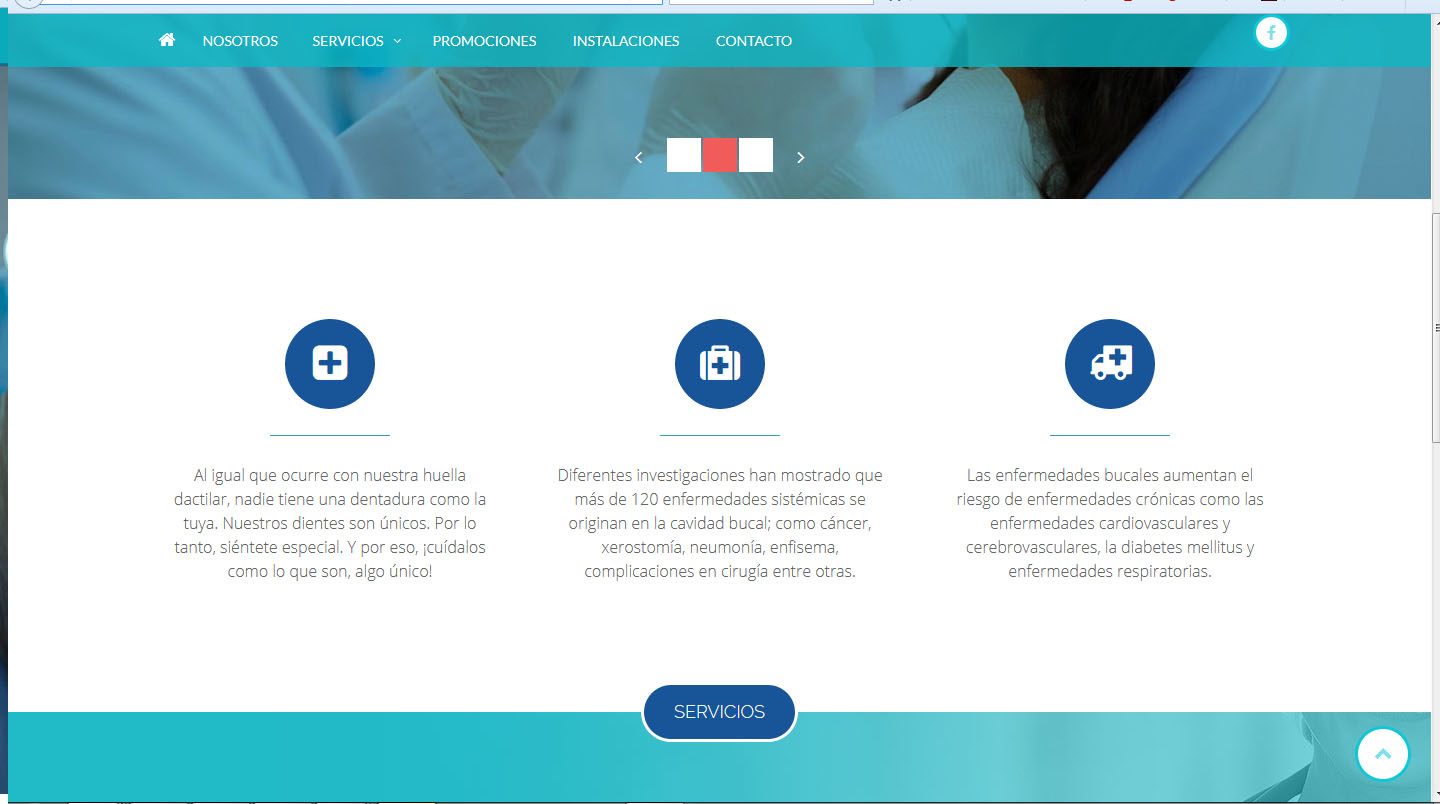 NOSOTROS SERVICIOS PROMOCIONES INSTALACIONES CONTACTO
Al igual que ocurre con nuestra huella
dactilar, nadie tiene una dentadura como la
tuya. Nuestros dientes son únicos. Por lo
tanto, siéntete especial. Y por eso, ¡cuídalos
como lo que son, algo único!
Diferentes investigaciones han mostrado que
más de 120 enfermedades sistémicas se
originan en la cavidad bucal; como cáncer,
xerostomía, neumonía, enfisema,
complicaciones en cirugía entre otras.
Las enfermedades bucales aumentan el
riesgo de enfermedades crónicas como las
enfermedades cardiovasculares y
cerebrovasculares, la diabetes mellitus y
enfermedades respiratorias.
SERVICIOS